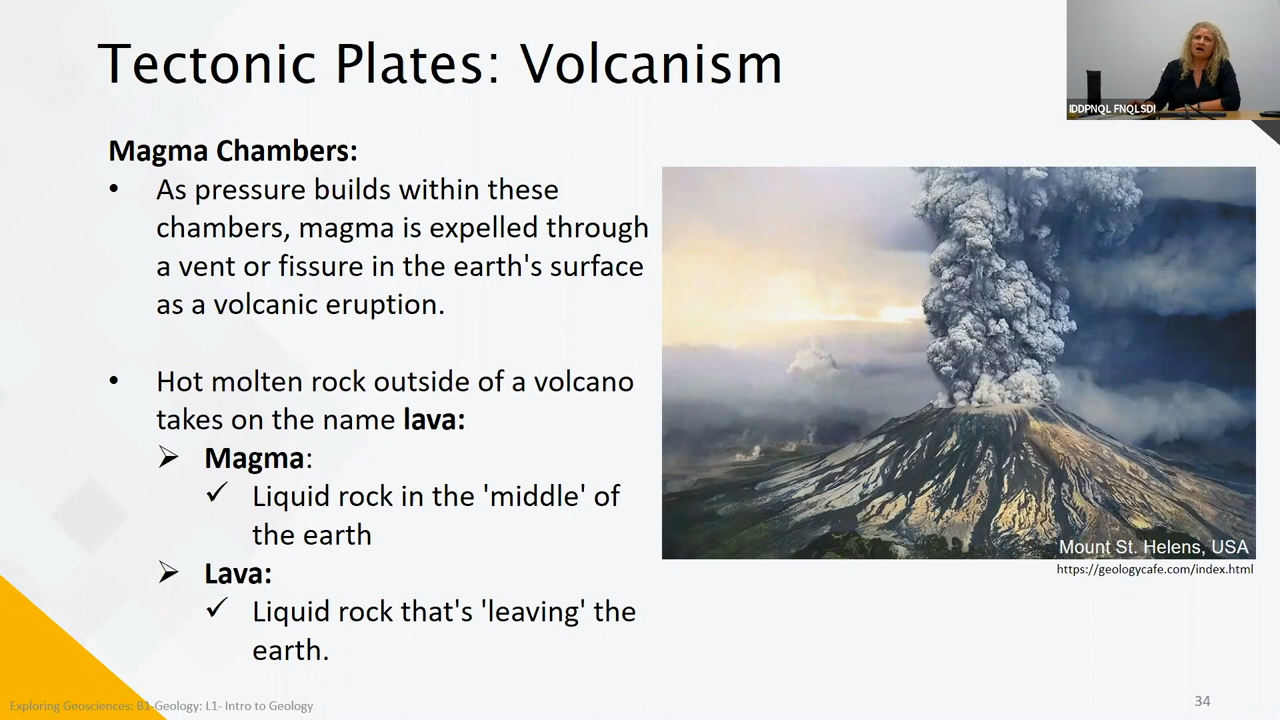 Tectonic Plates: Volcanism
IDDPNQL FNQLSDI
Magma Chambers:
• As pressure builds within these
chambers, magma is expelled through
a vent or fissure in the earth's surface
as a volcanic eruption.
• Hot molten rock outside of a volcano
takes on the name lava:
➢ Magma:
✓ Liquid rock in the 'middle' of
the earth
➢ Lava:
✓ Liquid rock that's 'leaving' the
earth.
Mount St. Helens, USA
https://geologycafe.com/index.html
Exploring Geosciences: B1-Geology: L1- Intro to Geology
34